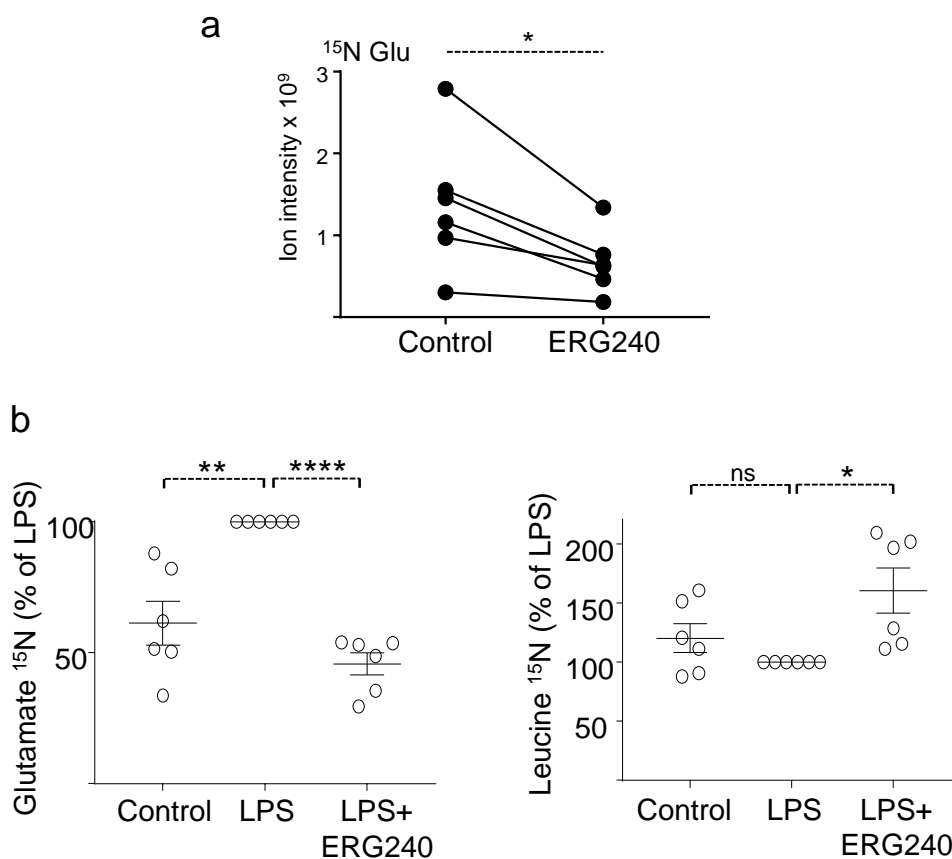 a
¹⁵N Glu
*
Ion intensity x 10⁹
3
2
1
Control ERG240
b
** ****
Glutamate ¹⁵N (% of LPS)
100
50
Control LPS LPS+
ERG240
ns *
Leucine ¹⁵N (% of LPS)
200
150
100
50
Control LPS LPS+
ERG240